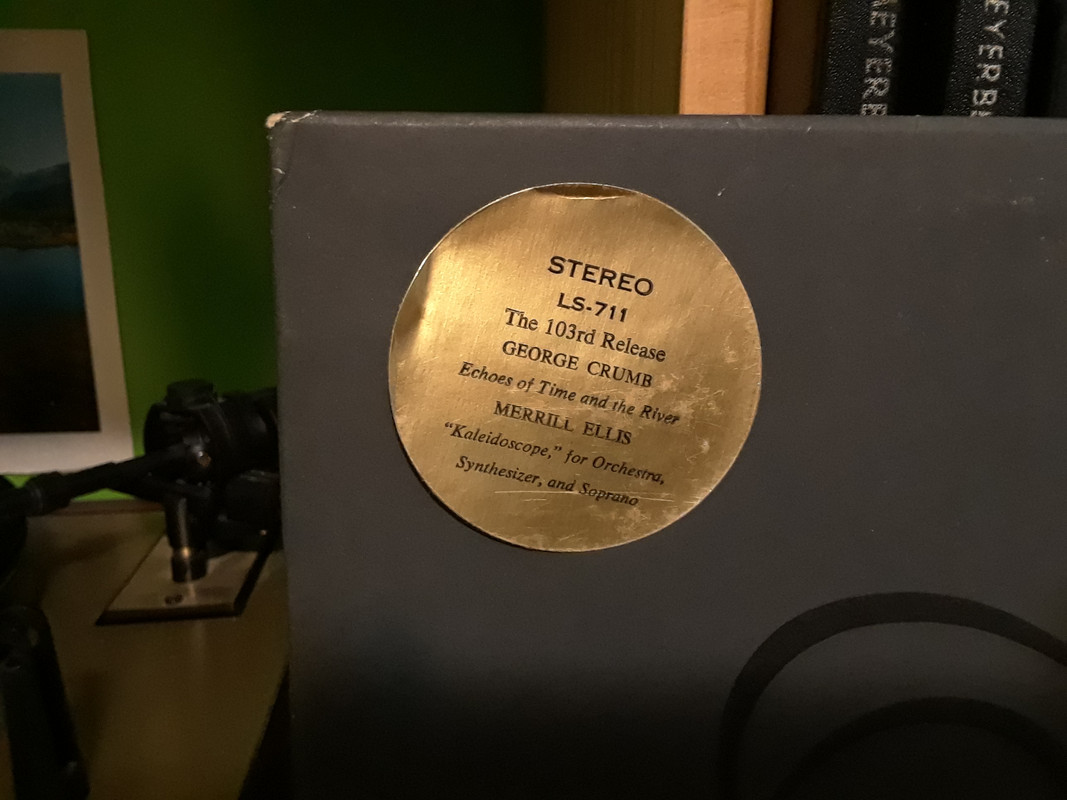 STEREO
LS-711
The 103rd Release
GEORGE CRUMB
Echoes of Time and the River
MERRILL ELLIS
“Kaleidoscope,” for Orchestra,
Synthesizer, and Soprano